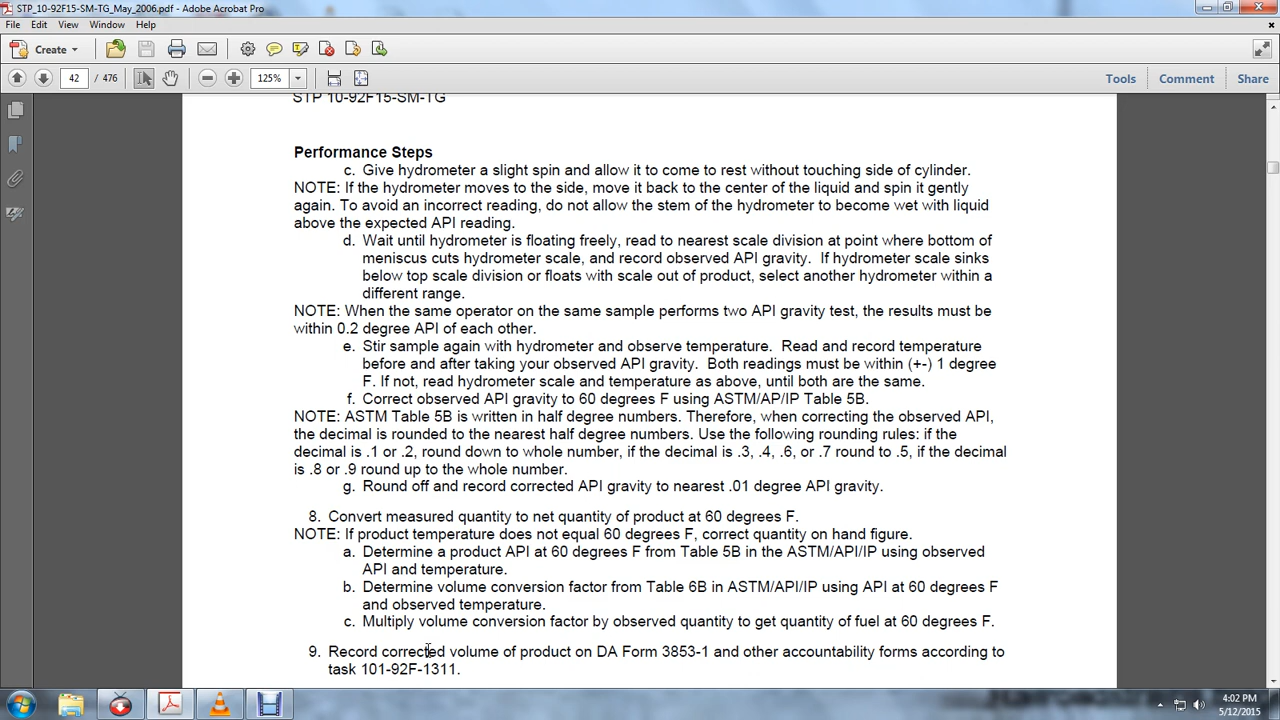 STP_10-92F15-SM-TG_May_2006.pdf - Adobe Acrobat Pro
File Edit View Window Help
Create
42 / 476 125% Tools Comment Share
STP 10-92F15-SM-TG
Performance Steps
c. Give hydrometer a slight spin and allow it to come to rest without touching side of cylinder.
NOTE: If the hydrometer moves to the side, move it back to the center of the liquid and spin it gently
again. To avoid an incorrect reading, do not allow the stem of the hydrometer to become wet with liquid
above the expected API reading.
d. Wait until hydrometer is floating freely, read to nearest scale division at point where bottom of
meniscus cuts hydrometer scale, and record observed API gravity. If hydrometer scale sinks
below top scale division or floats with scale out of product, select another hydrometer within a
different range.
NOTE: When the same operator on the same sample performs two API gravity test, the results must be
within 0.2 degree API of each other.
e. Stir sample again with hydrometer and observe temperature. Read and record temperature
before and after taking your observed API gravity. Both readings must be within (+-) 1 degree
F. If not, read hydrometer scale and temperature as above, until both are the same.
f. Correct observed API gravity to 60 degrees F using ASTM/AP/IP Table 5B.
NOTE: ASTM Table 5B is written in half degree numbers. Therefore, when correcting the observed API,
the decimal is rounded to the nearest half degree numbers. Use the following rounding rules: if the
decimal is .1 or .2, round down to whole number, if the decimal is .3, .4, .6, or .7 round to .5, if the decimal
is .8 or .9 round up to the whole number.
g. Round off and record corrected API gravity to nearest .01 degree API gravity.
8. Convert measured quantity to net quantity of product at 60 degrees F.
NOTE: If product temperature does not equal 60 degrees F, correct quantity on hand figure.
a. Determine a product API at 60 degrees F from Table 5B in the ASTM/API/IP using observed
API and temperature.
b. Determine volume conversion factor from Table 6B in ASTM/API/IP using API at 60 degrees F
and observed temperature.
c. Multiply volume conversion factor by observed quantity to get quantity of fuel at 60 degrees F.
9. Record corrected volume of product on DA Form 3853-1 and other accountability forms according to
task 101-92F-1311.
4:02 PM
5/12/2015